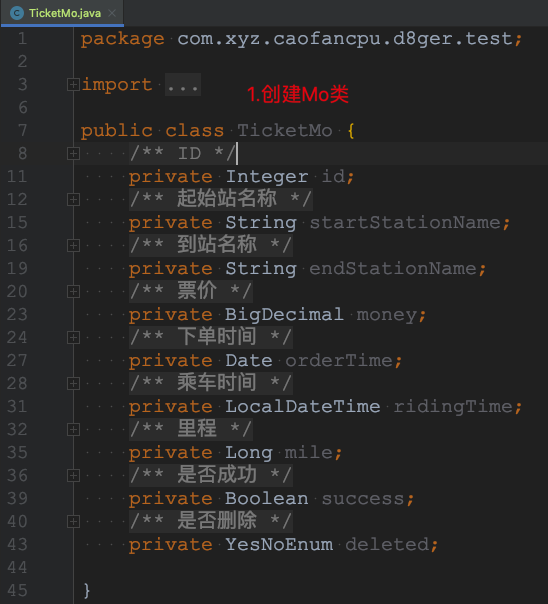 TicketMo.java
1 package com.xyz.caofancpu.d8ger.test;
2
3 import ...
1.创建Mo类
6
7 public class TicketMo {
8 /** ID */
11 private Integer id;
12 /** 起始站名称 */
15 private String startStationName;
16 /** 到站名称 */
19 private String endStationName;
20 /** 票价 */
23 private BigDecimal money;
24 /** 下单时间 */
27 private Date orderTime;
28 /** 乘车时间 */
31 private LocalDateTime ridingTime;
32 /** 里程 */
35 private Long mile;
36 /** 是否成功 */
39 private Boolean success;
40 /** 是否删除 */
43 private YesNoEnum deleted;
44
45 }